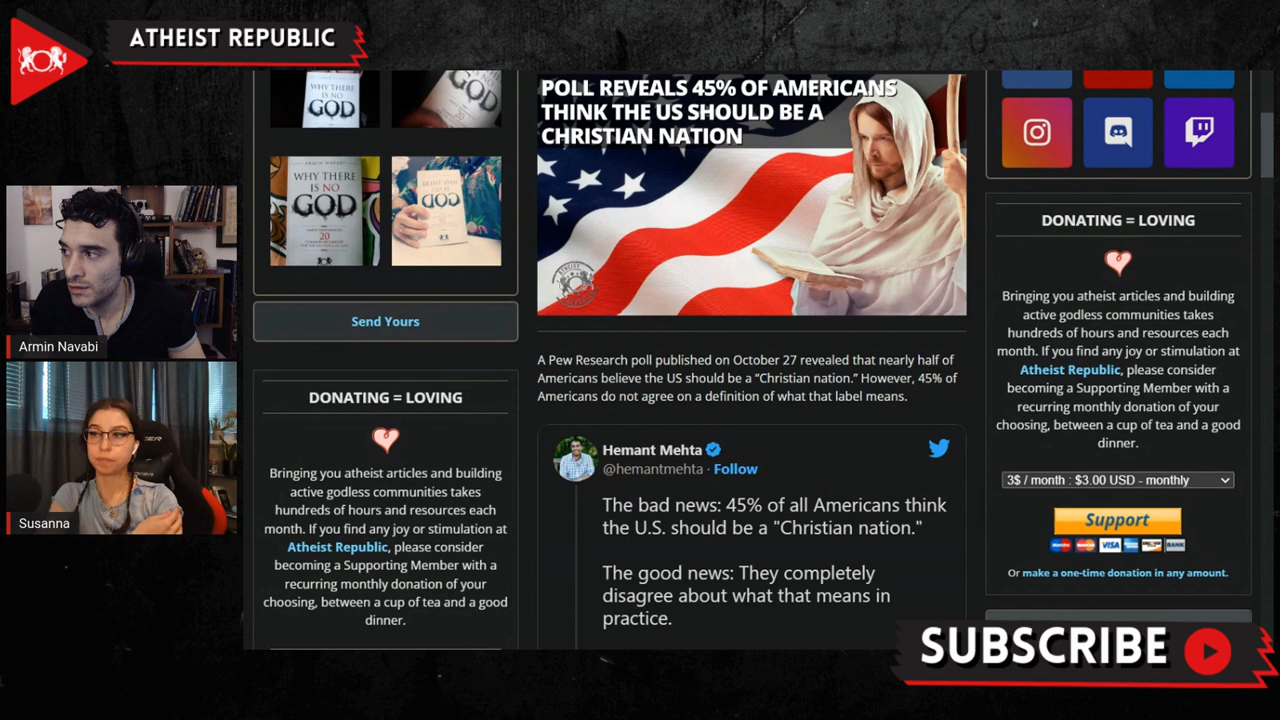 ATHEIST REPUBLIC
Armin Navabi
Susanna
WHY THERE
IS NO
GOD
GOD
20
ARMIN NAVABI
WHY THERE
IS NO
GOD
20
GOD
Send Yours
DONATING = LOVING
Bringing you atheist articles and building
active godless communities takes
hundreds of hours and resources each
month. If you find any joy or stimulation at
Atheist Republic, please consider
becoming a Supporting Member with a
recurring monthly donation of your
choosing, between a cup of tea and a good
dinner.
POLL REVEALS 45% OF AMERICANS
THINK THE US SHOULD BE A
CHRISTIAN NATION
A Pew Research poll published on October 27 revealed that nearly half of
Americans believe the US should be a “Christian nation.” However, 45% of
Americans do not agree on a definition of what that label means.
Hemant Mehta
@hemantmehta · Follow
The bad news: 45% of all Americans think
the U.S. should be a "Christian nation."
The good news: They completely
disagree about what that means in
practice.
DONATING = LOVING
Bringing you atheist articles and building
active godless communities takes
hundreds of hours and resources each
month. If you find any joy or stimulation at
Atheist Republic, please consider
becoming a Supporting Member with a
recurring monthly donation of your
choosing, between a cup of tea and a good
dinner.
3$ / month : $3.00 USD - monthly
Support
VISA
BANK
Or make a one-time donation in any amount.
SUBSCRIBE